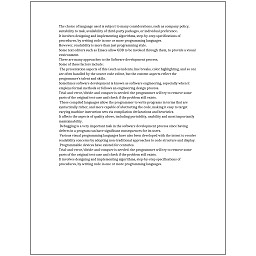 The choice of language used is subject to many considerations, such as company policy,
suitability to task, availability of third-party packages, or individual preference.
It involves designing and implementing algorithms, step-by-step specifications of
procedures, by writing code in one or more programming languages.
However, readability is more than just programming style.
Some text editors such as Emacs allow GDB to be invoked through them, to provide a visual
environment.
There are many approaches to the Software development process.
Some of these factors include:
The presentation aspects of this (such as indents, line breaks, color highlighting, and so
on) are often handled by the source code editor, but the content aspects reflect the
programmer's talent and skills.
Sometimes software development is known as software engineering, especially when it
employs formal methods or follows an engineering design process.
Trial-and-error/divide-and-conquer is needed: the programmer will try to remove some
parts of the original test case and check if the problem still exists.
These compiled languages allow the programmer to write programs in terms that are
syntactically richer, and more capable of abstracting the code, making it easy to target
varying machine instruction sets via compilation declarations and heuristics.
It affects the aspects of quality above, including portability, usability and most importantly
maintainability.
Debugging is a very important task in the software development process since having
defects in a program can have significant consequences for its users.
Various visual programming languages have also been developed with the intent to resolve
readability concerns by adopting non-traditional approaches to code structure and display.
Programmable devices have existed for centuries.
Trial-and-error/divide-and-conquer is needed: the programmer will try to remove some
parts of the original test case and check if the problem still exists.
It involves designing and implementing algorithms, step-by-step specifications of
procedures, by writing code in one or more programming languages.